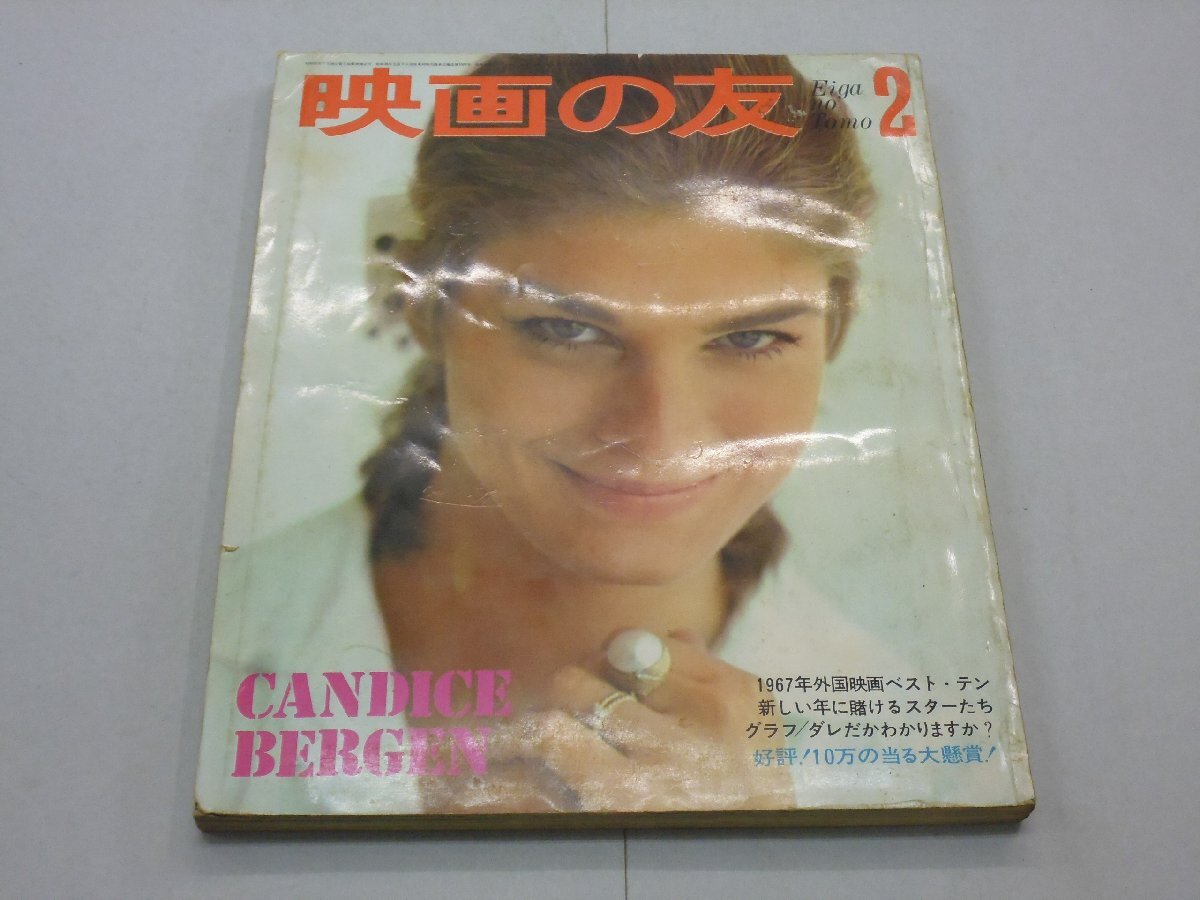 映画の友
Eiga
no
Tomo
2
CANDICE
BERGEN
1967年外国映画ベスト・テン
新しい年に賭けるスターたち
グラフ/ダレだかわかりますか?
好評!10万の当る大懸賞!